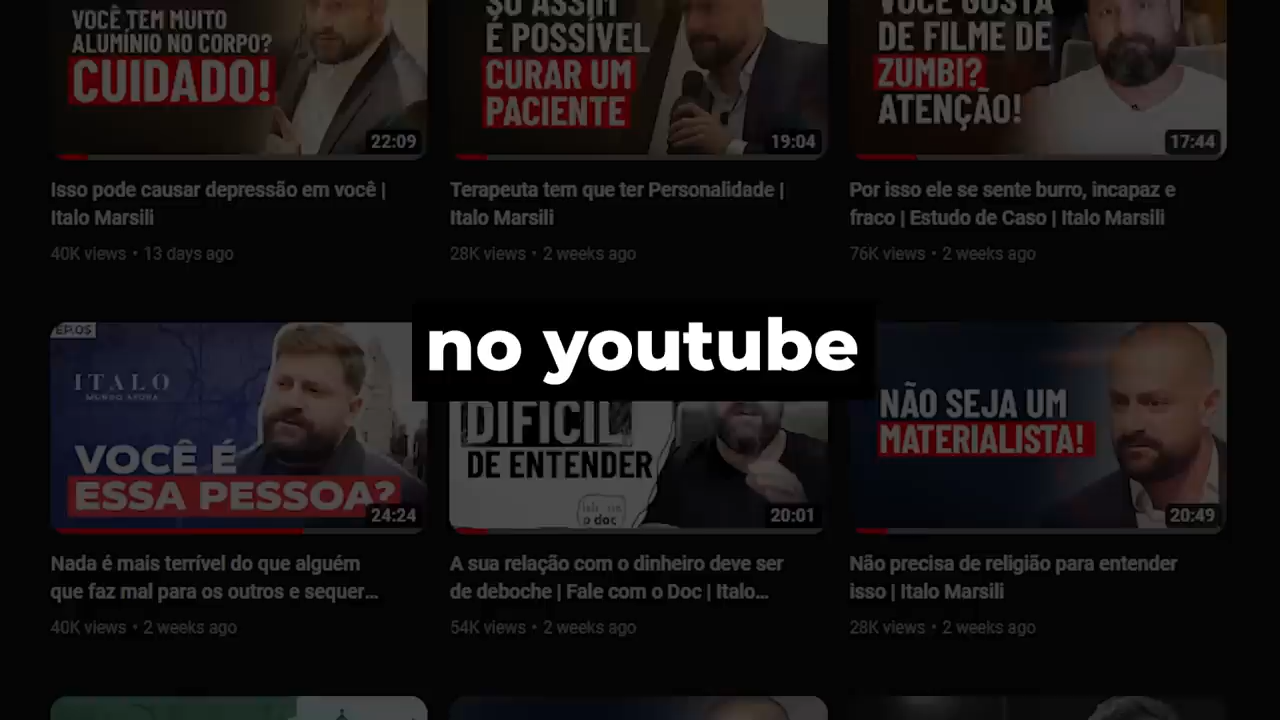 VOCÊ TEM MUITO
ALUMÍNIO NO CORPO?
CUIDADO!
22:09
SÓ ASSIM
É POSSÍVEL
CURAR UM
PACIENTE
19:04
VOCÊ GOSTA
DE FILME DE
ZUMBI?
ATENÇÃO!
17:44
Isso pode causar depressão em você |
Italo Marsili
40K views • 13 days ago
Terapeuta tem que ter Personalidade |
Italo Marsili
28K views • 2 weeks ago
Por isso ele se sente burro, incapaz e
fraco | Estudo de Caso | Italo Marsili
76K views • 2 weeks ago
no youtube
EP.05
ITALO
MUNDO AFORA
VOCÊ É
ESSA PESSOA?
24:24
DIFÍCIL
DE ENTENDER
fale com
o doc
20:01
NÃO SEJA UM
MATERIALISTA!
20:49
Nada é mais terrível do que alguém
que faz mal para os outros e sequer...
40K views • 2 weeks ago
A sua relação com o dinheiro deve ser
de deboche | Fale com o Doc | Italo...
54K views • 2 weeks ago
Não precisa de religião para entender
isso | Italo Marsili
28K views • 2 weeks ago